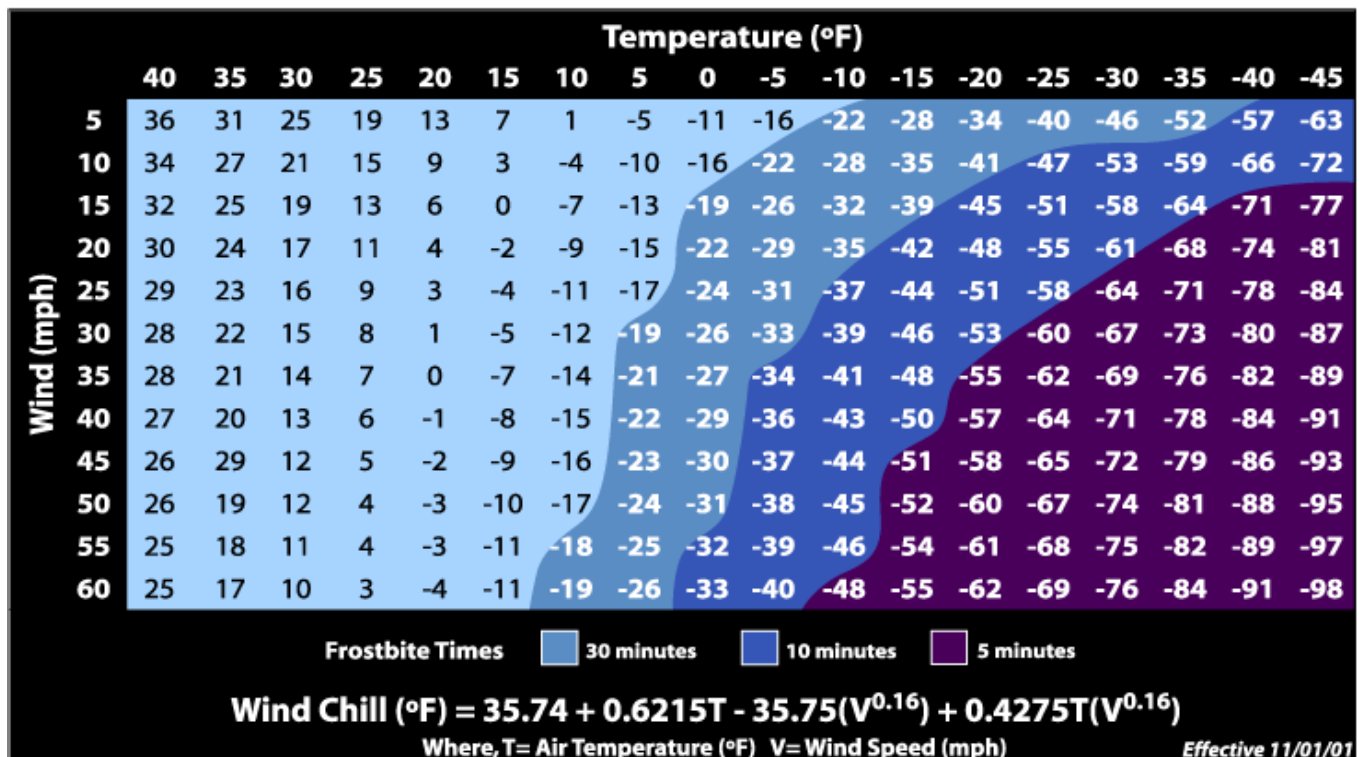 Temperature (ºF)
40 35 30 25 20 15 10 5 0 -5 -10 -15 -20 -25 -30 -35 -40 -45
Wind (mph)
5 36 31 25 19 13 7 1 -5 -11 -16 -22 -28 -34 -40 -46 -52 -57 -63
10 34 27 21 15 9 3 -4 -10 -16 -22 -28 -35 -41 -47 -53 -59 -66 -72
15 32 25 19 13 6 0 -7 -13 -19 -26 -32 -39 -45 -51 -58 -64 -71 -77
20 30 24 17 11 4 -2 -9 -15 -22 -29 -35 -42 -48 -55 -61 -68 -74 -81
25 29 23 16 9 3 -4 -11 -17 -24 -31 -37 -44 -51 -58 -64 -71 -78 -84
30 28 22 15 8 1 -5 -12 -19 -26 -33 -39 -46 -53 -60 -67 -73 -80 -87
35 28 21 14 7 0 -7 -14 -21 -27 -34 -41 -48 -55 -62 -69 -76 -82 -89
40 27 20 13 6 -1 -8 -15 -22 -29 -36 -43 -50 -57 -64 -71 -78 -84 -91
45 26 29 12 5 -2 -9 -16 -23 -30 -37 -44 -51 -58 -65 -72 -79 -86 -93
50 26 19 12 4 -3 -10 -17 -24 -31 -38 -45 -52 -60 -67 -74 -81 -88 -95
55 25 18 11 4 -3 -11 -18 -25 -32 -39 -46 -54 -61 -68 -75 -82 -89 -97
60 25 17 10 3 -4 -11 -19 -26 -33 -40 -48 -55 -62 -69 -76 -84 -91 -98
Frostbite Times 30 minutes 10 minutes 5 minutes
Wind Chill (ºF) = 35.74 + 0.6215T - 35.75(V^0.16) + 0.4275T(V^0.16)
Where, T= Air Temperature (ºF) V= Wind Speed (mph) Effective 11/01/01